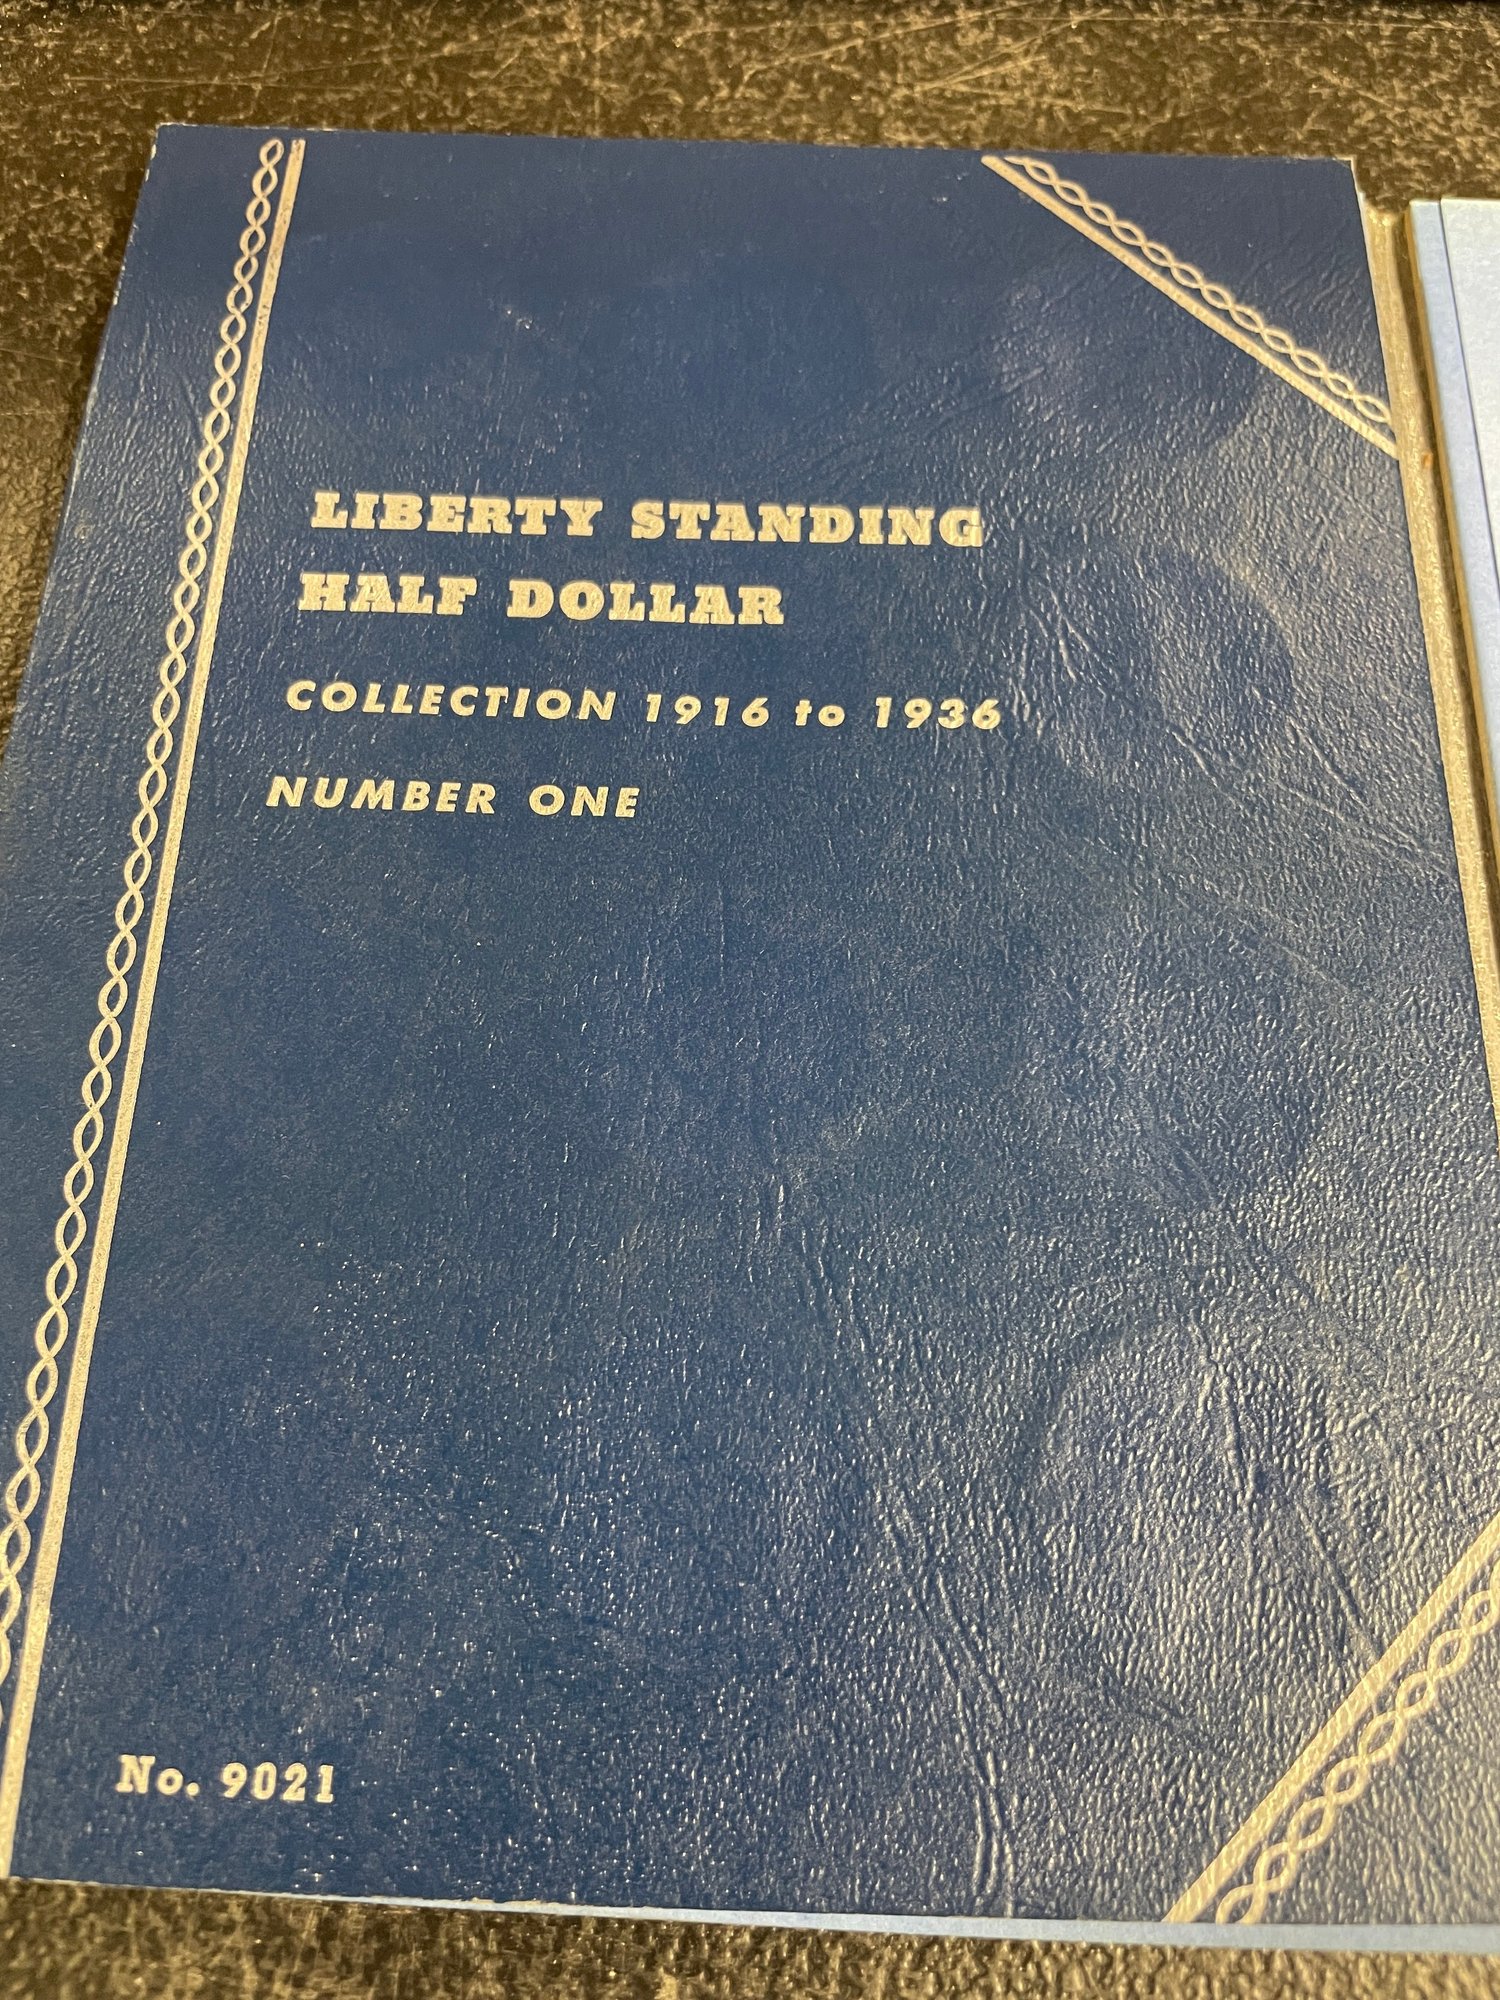 LIBERTY STANDING
HALF DOLLAR
COLLECTION 1916 to 1936
NUMBER ONE
No. 9021